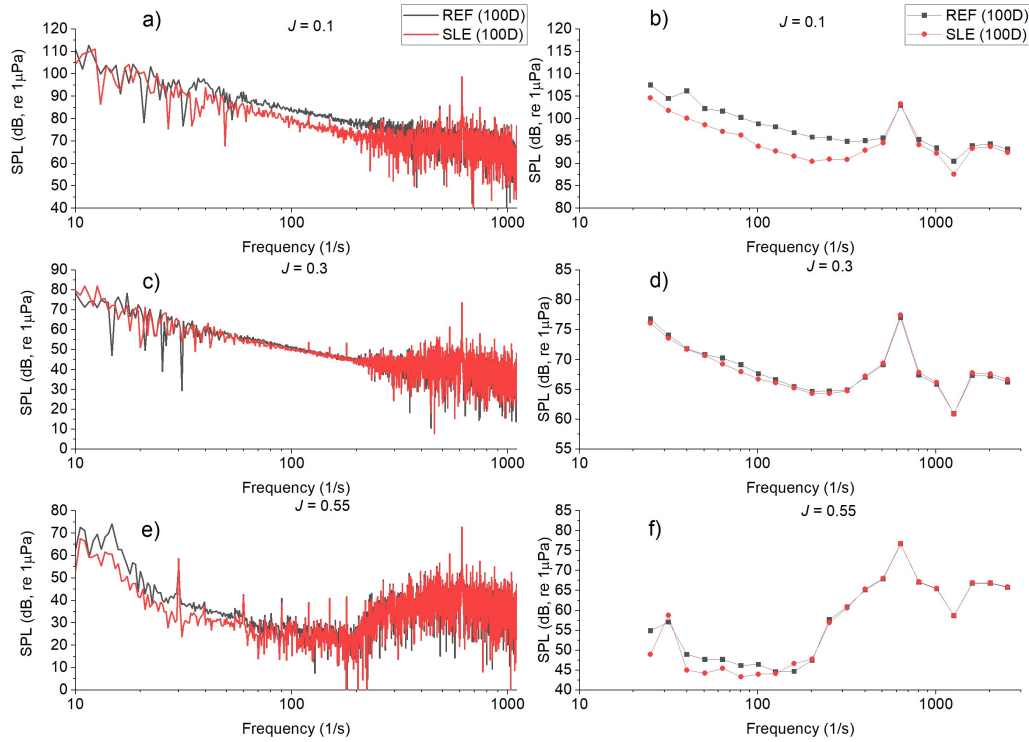 a)
J = 0.1
REF (100D)
SLE (100D)
SPL (dB, re 1μPa)
120
110
100
90
80
70
60
50
40
10
100
1000
Frequency (1/s)
b)
J = 0.1
REF (100D)
SLE (100D)
SPL (dB, re 1μPa)
120
115
110
105
100
95
90
85
80
10
100
1000
Frequency (1/s)
c)
J = 0.3
SPL (dB, re 1μPa)
90
80
70
60
50
40
30
20
10
0
10
100
1000
Frequency (1/s)
d)
J = 0.3
SPL (dB, re 1μPa)
85
80
75
70
65
60
55
10
100
1000
Frequency (1/s)
e)
J = 0.55
SPL (dB, re 1μPa)
80
70
60
50
40
30
20
10
0
10
100
1000
Frequency (1/s)
f)
J = 0.55
SPL (dB, re 1μPa)
85
80
75
70
65
60
55
50
45
40
10
100
1000
Frequency (1/s)